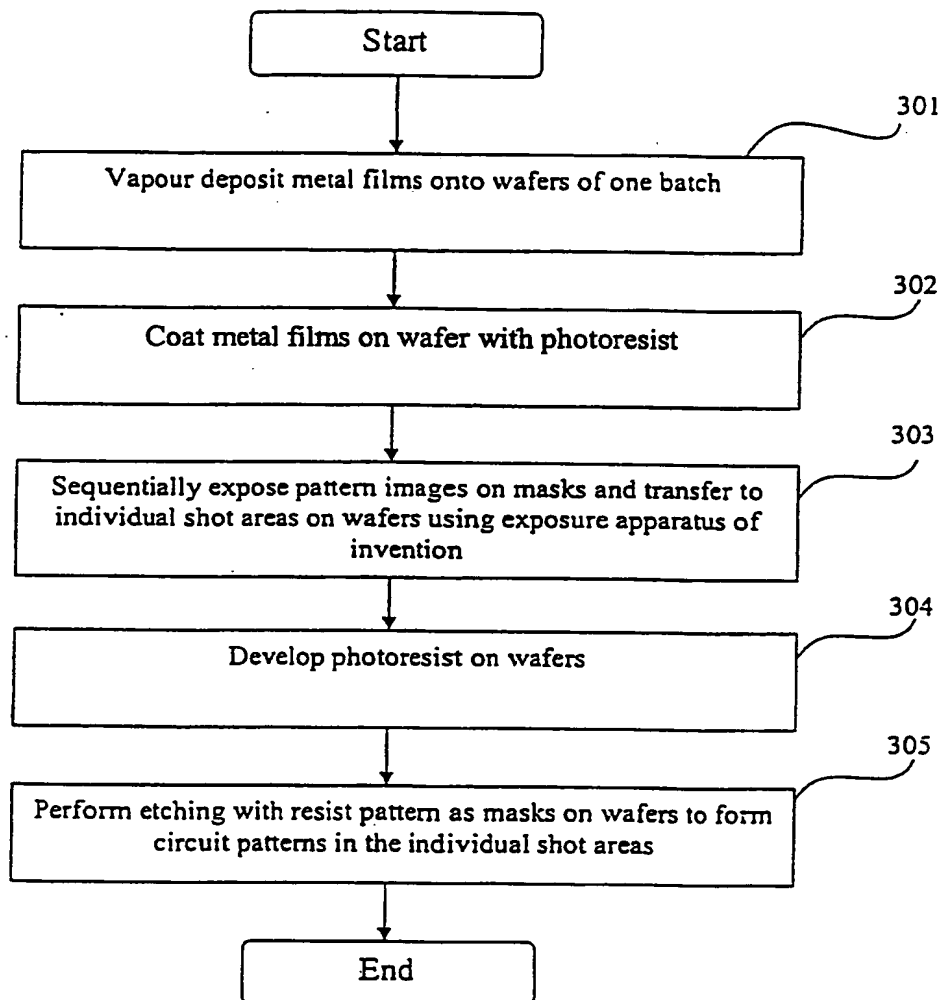 Start
301
Vapour deposit metal films onto wafers of one batch
302
Coat metal films on wafer with photoresist
303
Sequentially expose pattern images on masks and transfer to
individual shot areas on wafers using exposure apparatus of
invention
304
Develop photoresist on wafers
305
Perform etching with resist pattern as masks on wafers to form
circuit patterns in the individual shot areas
End